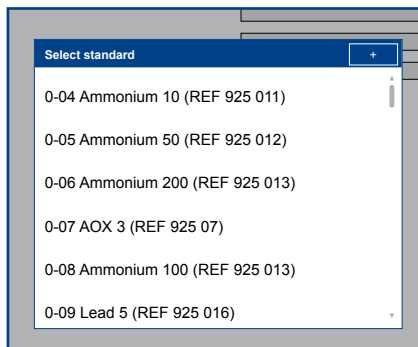 Select standard +
0-04 Ammonium 10 (REF 925 011)
0-05 Ammonium 50 (REF 925 012)
0-06 Ammonium 200 (REF 925 013)
0-07 AOX 3 (REF 925 07)
0-08 Ammonium 100 (REF 925 013)
0-09 Lead 5 (REF 925 016)